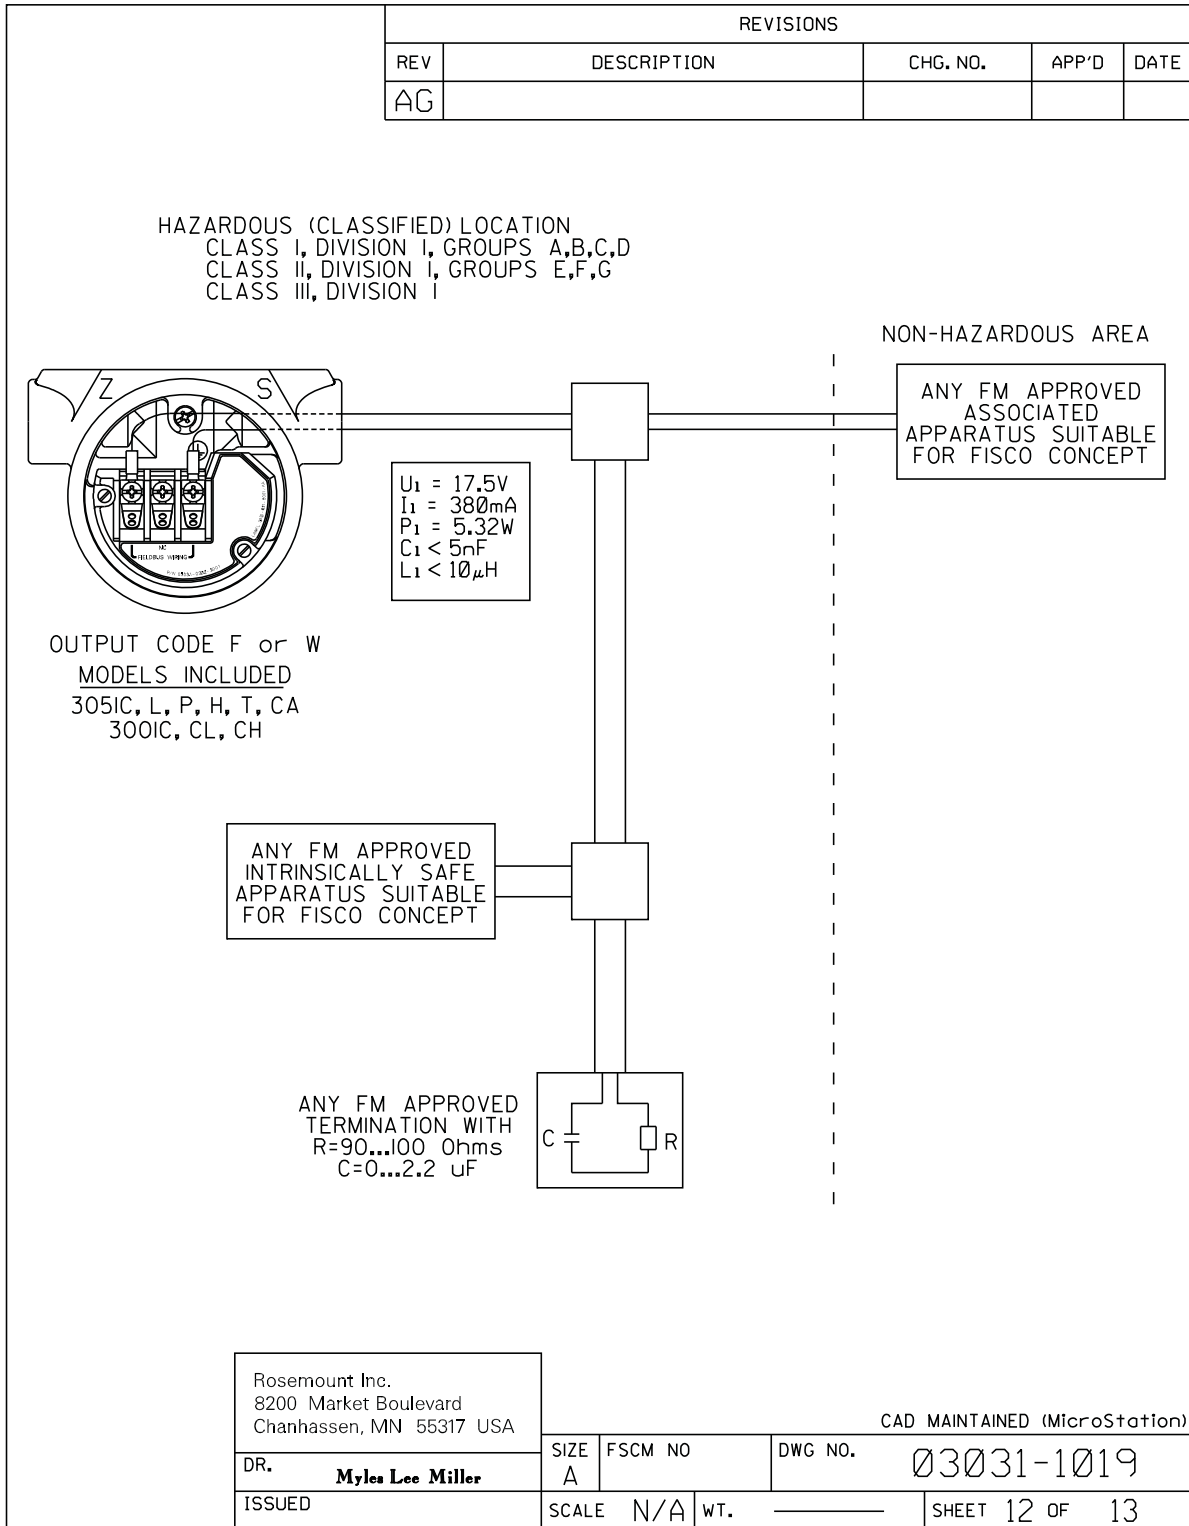 REVISIONS
REV DESCRIPTION CHG. NO. APP'D DATE
AG
HAZARDOUS (CLASSIFIED) LOCATION
CLASS I, DIVISION I, GROUPS A,B,C,D
CLASS II, DIVISION I, GROUPS E,F,G
CLASS III, DIVISION I
NON-HAZARDOUS AREA
ANY FM APPROVED
ASSOCIATED
APPARATUS SUITABLE
FOR FISCO CONCEPT
Z S
U1 = 17.5V
I1 = 380mA
P1 = 5.32W
C1 < 5nF
L1 < 10µH
NC
FIELDBUS WIRING
OUTPUT CODE F or W
MODELS INCLUDED
3051C, L, P, H, T, CA
3001C, CL, CH
ANY FM APPROVED
INTRINSICALLY SAFE
APPARATUS SUITABLE
FOR FISCO CONCEPT
ANY FM APPROVED
TERMINATION WITH
R=90...100 Ohms
C=0...2.2 uF
C R
Rosemount Inc.
8200 Market Boulevard
Chanhassen, MN 55317 USA
CAD MAINTAINED (MicroStation)
DR. Myles Lee Miller
ISSUED
SIZE A
FSCM NO
DWG NO. 03031-1019
SCALE N/A WT. SHEET 12 OF 13